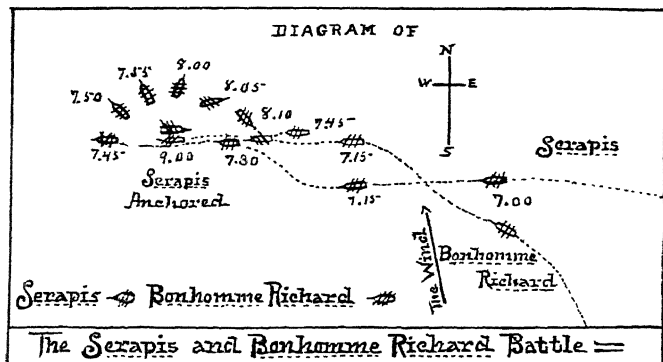 DIAGRAM OF
N
W E
S
7.50 7.55 8.00 8.05 8.10 7.45
7.45 9.00 7.30 7.15
Serapis
Anchored
Serapis
7.15 7.00
The Wind
Bonhomme
Richard
Serapis Bonhomme Richard
The Serapis and Bonhomme Richard Battle